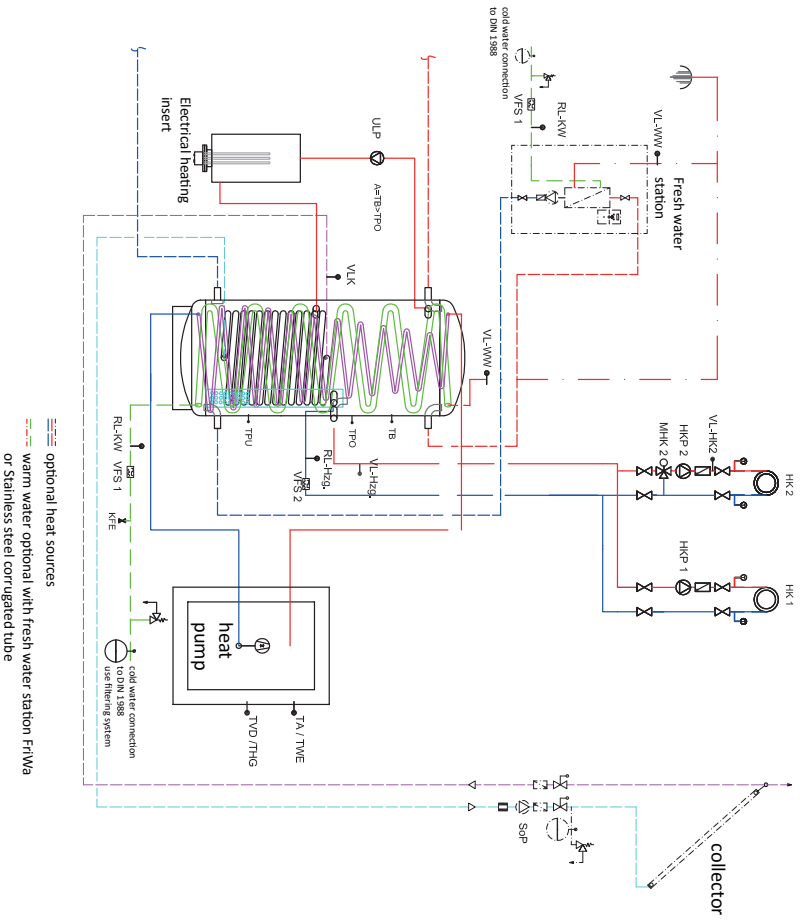 cold water connection
to DIN 1988
VFS 1
RL-KW
VL-WW
Fresh water
station
Electrical heating
insert
ULP
A=TB>TPO
VLK
VL-WW
TPU
TPO
TB
RL-KW
VFS 1
KFE
RL-Hzg.
VFS 2
VL-Hzg.
VL-HK2
HKP 2
MHK 2
HK 2
HKP 1
HK 1
heat
pump
TVD /THG
TA / TWE
cold water connection
to DIN 1988
use filtering system
SoP
collector
optional heat sources
warm water optional with fresh water station FriWa
or Stainless steel corrugated tube